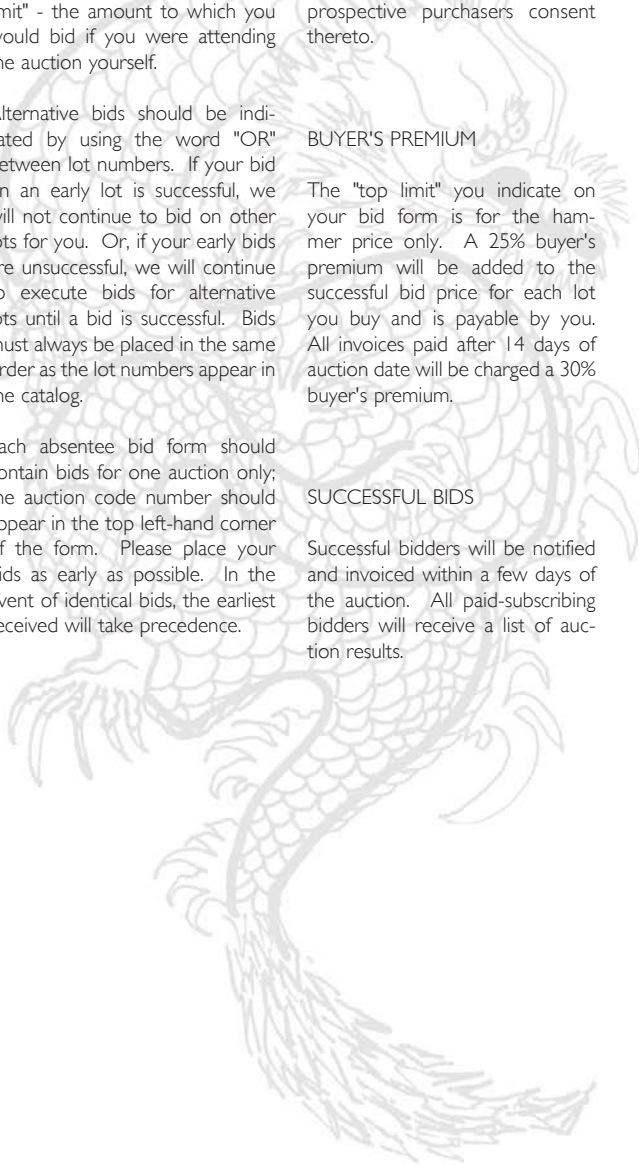 mit" - the amount to which you
would bid if you were attending
he auction yourself.
Alternative bids should be indi-
ated by using the word "OR"
between lot numbers. If your bid
n an early lot is successful, we
will not continue to bid on other
ots for you. Or, if your early bids
re unsuccessful, we will continue
o execute bids for alternative
ots until a bid is successful. Bids
must always be placed in the same
rder as the lot numbers appear in
he catalog.
ach absentee bid form should
ontain bids for one auction only;
he auction code number should
ppear in the top left-hand corner
f the form. Please place your
ids as early as possible. In the
vent of identical bids, the earliest
eceived will take precedence.
prospective purchasers consent
thereto.
BUYER'S PREMIUM
The "top limit" you indicate on
your bid form is for the ham-
mer price only. A 25% buyer's
premium will be added to the
successful bid price for each lot
you buy and is payable by you.
All invoices paid after 14 days of
auction date will be charged a 30%
buyer's premium.
SUCCESSFUL BIDS
Successful bidders will be notified
and invoiced within a few days of
the auction. All paid-subscribing
bidders will receive a list of auc-
tion results.